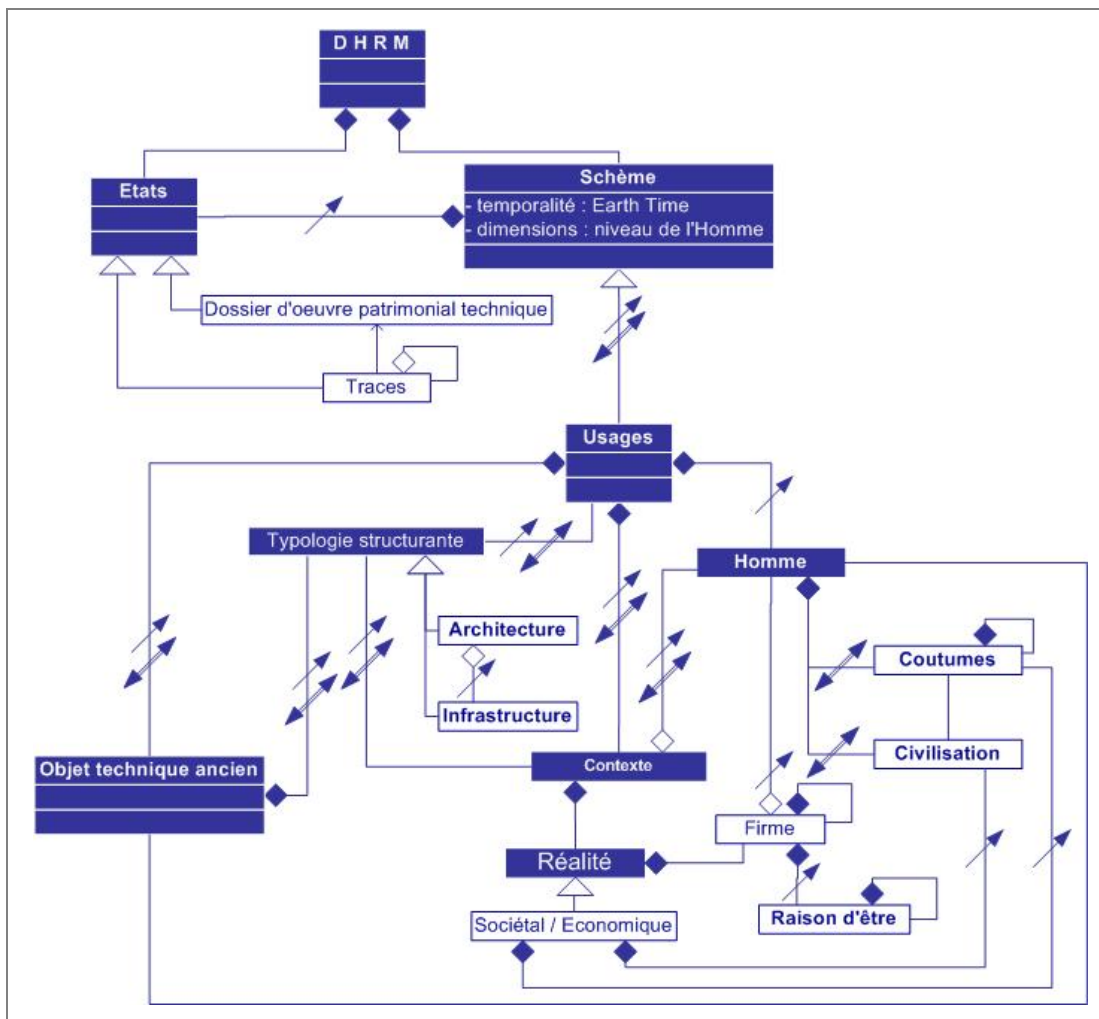 D H R M
Etats
Schème
- temporalité : Earth Time
- dimensions : niveau de l'Homme
Dossier d'oeuvre patrimonial technique
Traces
Usages
Typologie structurante
Homme
Architecture
Coutumes
Infrastructure
Civilisation
Objet technique ancien
Contexte
Firme
Réalité
Raison d'être
Sociétal / Economique